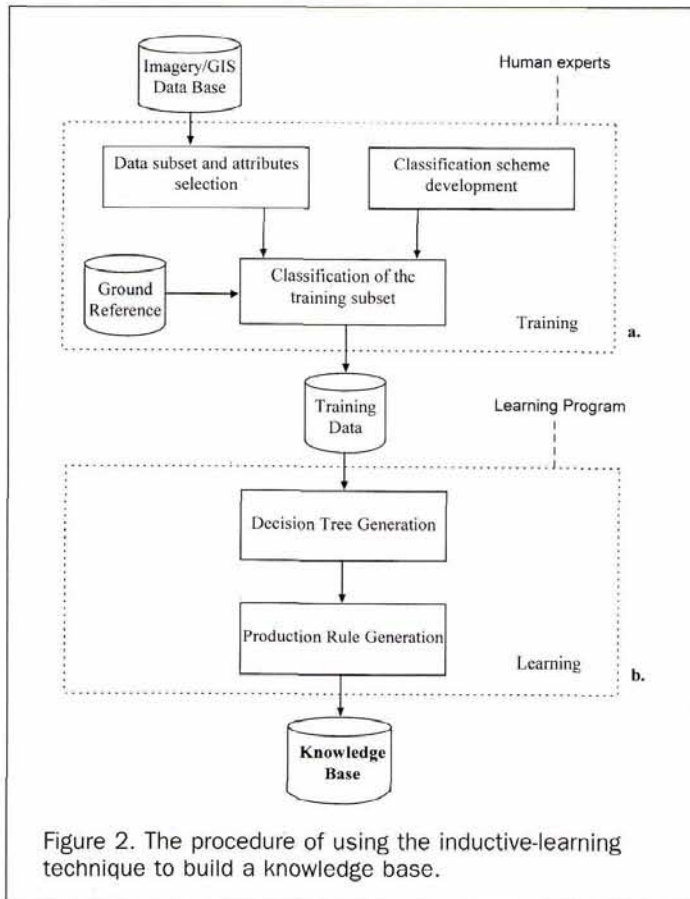 Imagery/GIS
Data Base
Human experts
Data subset and attributes
selection
Classification scheme
development
Ground
Reference
Classification of the
training subset
Training
a.
Training
Data
Learning Program
Decision Tree Generation
Production Rule Generation
Learning
b.
Knowledge
Base
Figure 2. The procedure of using the inductive-learning
technique to build a knowledge base.